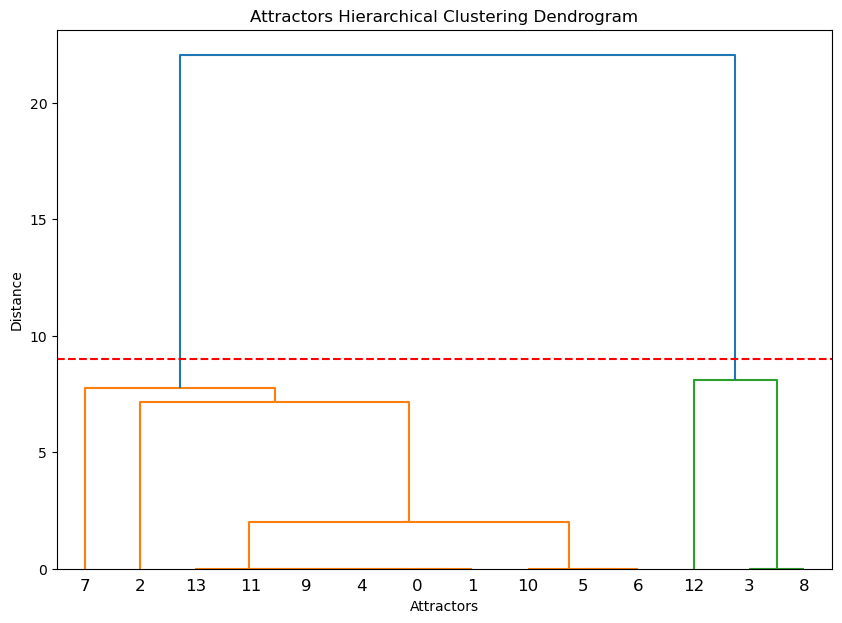 Attractors Hierarchical Clustering Dendrogram
20
15
10
5
0
Distance
7 2 13 11 9 4 0 1 10 5 6 12 3 8
Attractors